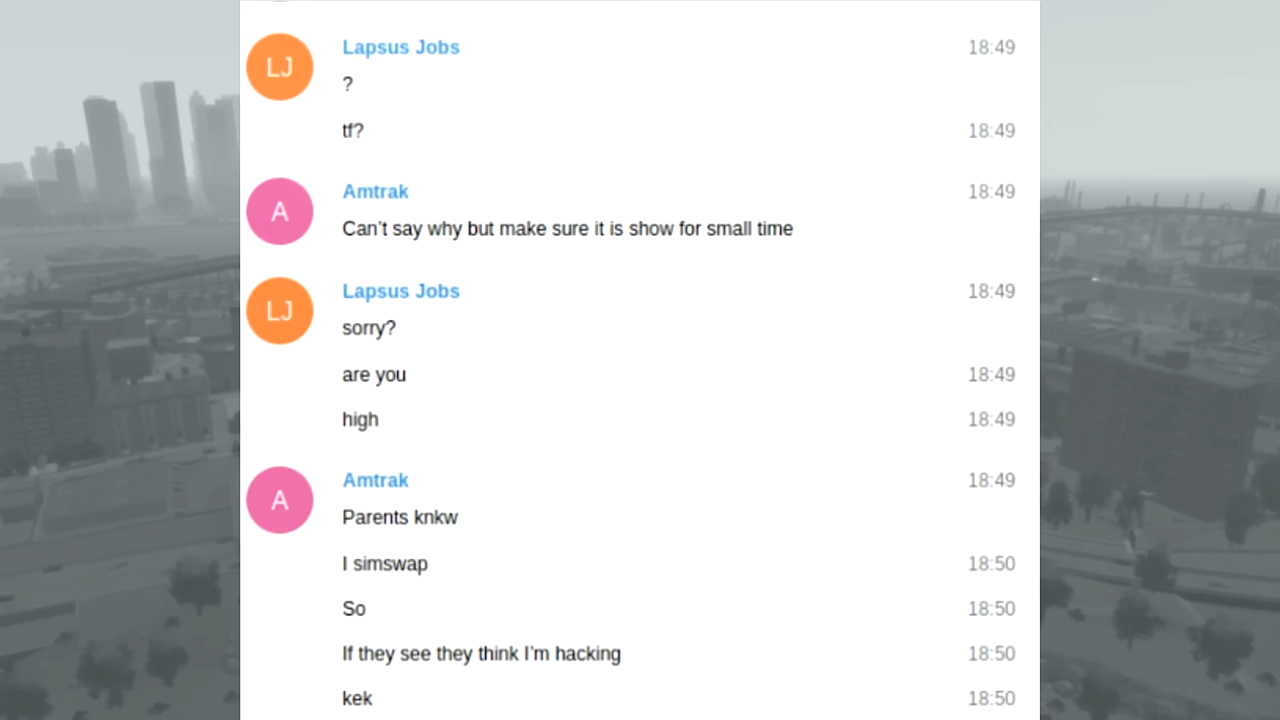 Lapsus Jobs 18:49
LJ
?
tf? 18:49
Amtrak 18:49
A
Can't say why but make sure it is show for small time
Lapsus Jobs 18:49
LJ
sorry?
are you 18:49
high 18:49
Amtrak 18:49
A
Parents knkw
I simswap 18:50
So 18:50
If they see they think I'm hacking 18:50
kek 18:50